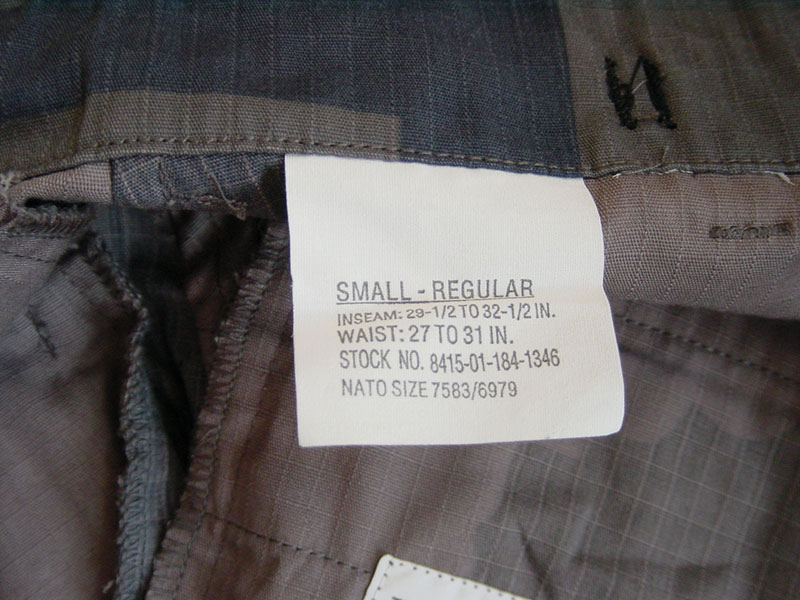 SMALL - REGULAR
INSEAM: 29-1/2 TO 32-1/2 IN.
WAIST: 27 TO 31 IN.
STOCK NO. 8415-01-184-1346
NATO SIZE 7583/6979